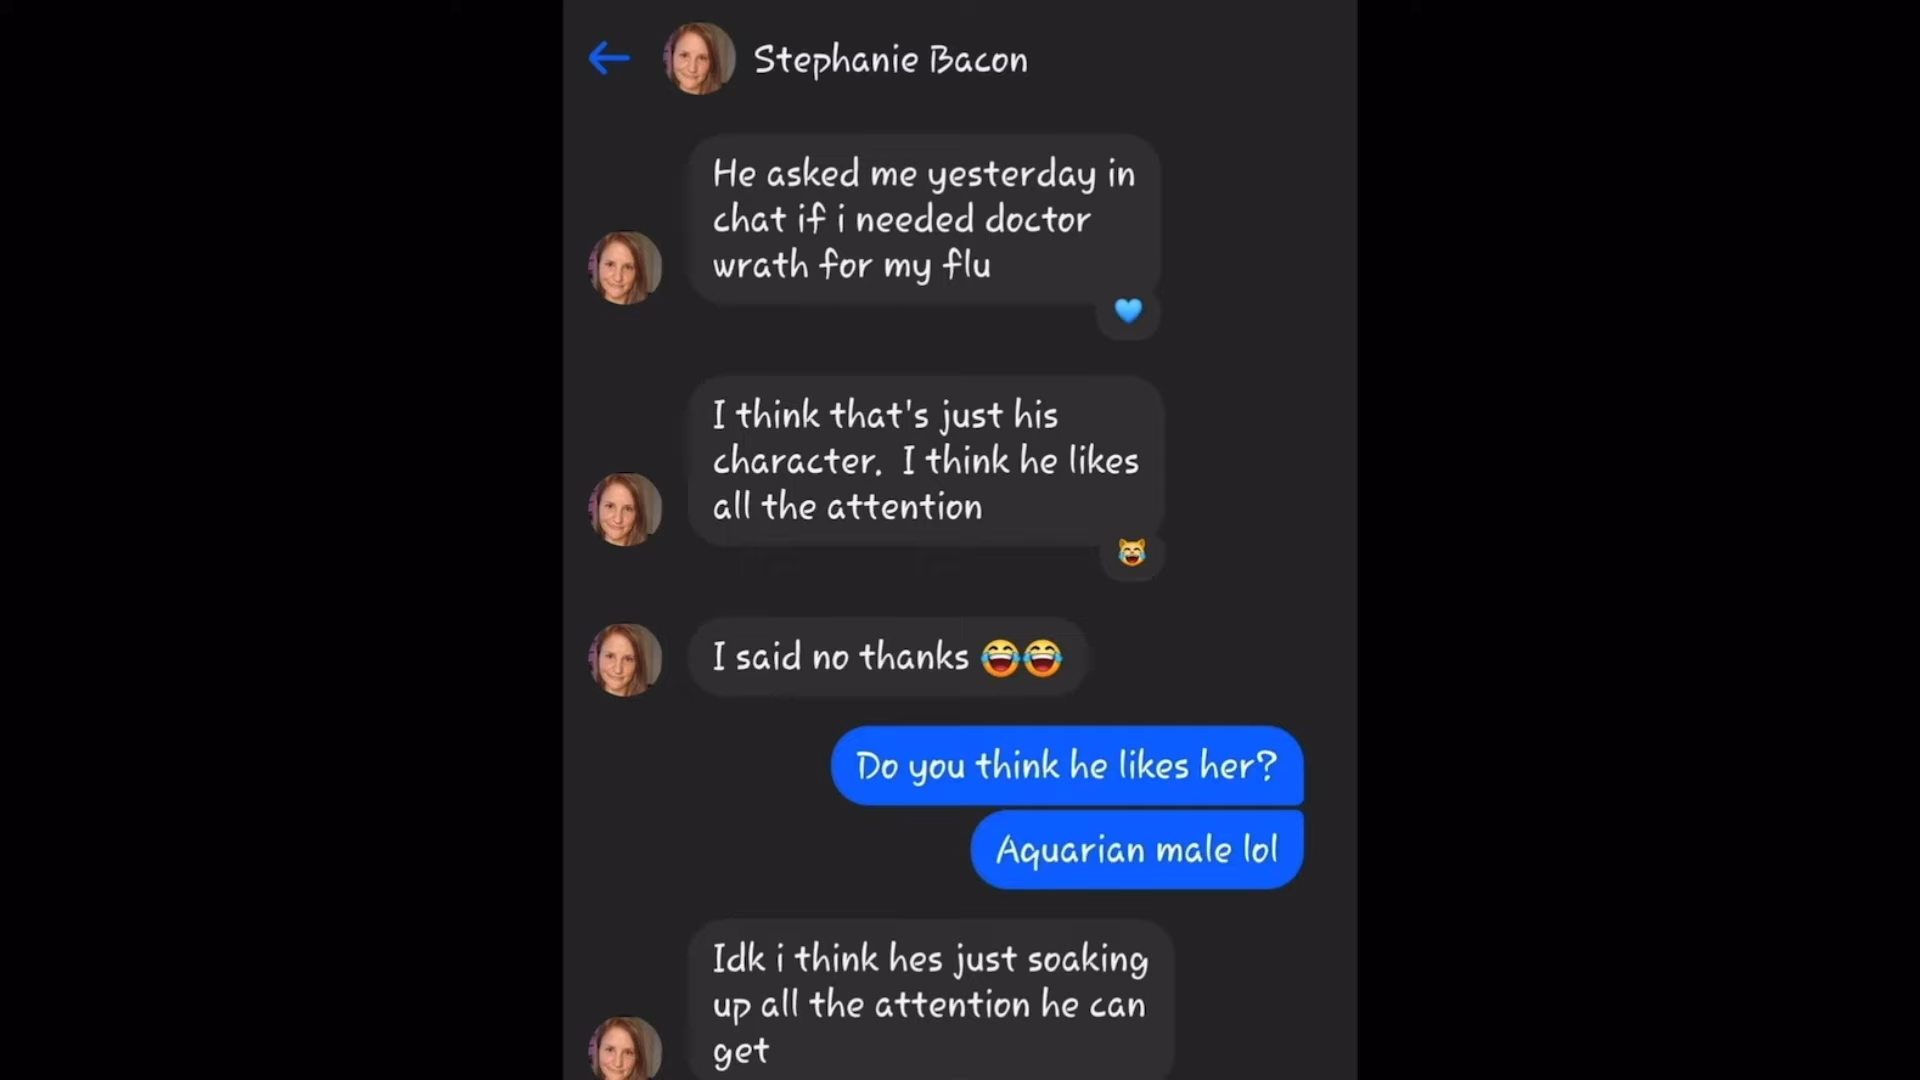 Stephanie Bacon
He asked me yesterday in
chat if i needed doctor
wrath for my flu
I think that's just his
character. I think he likes
all the attention
I said no thanks 😂😂
Do you think he likes her?
Aquarian male lol
Idk i think hes just soaking
up all the attention he can
get